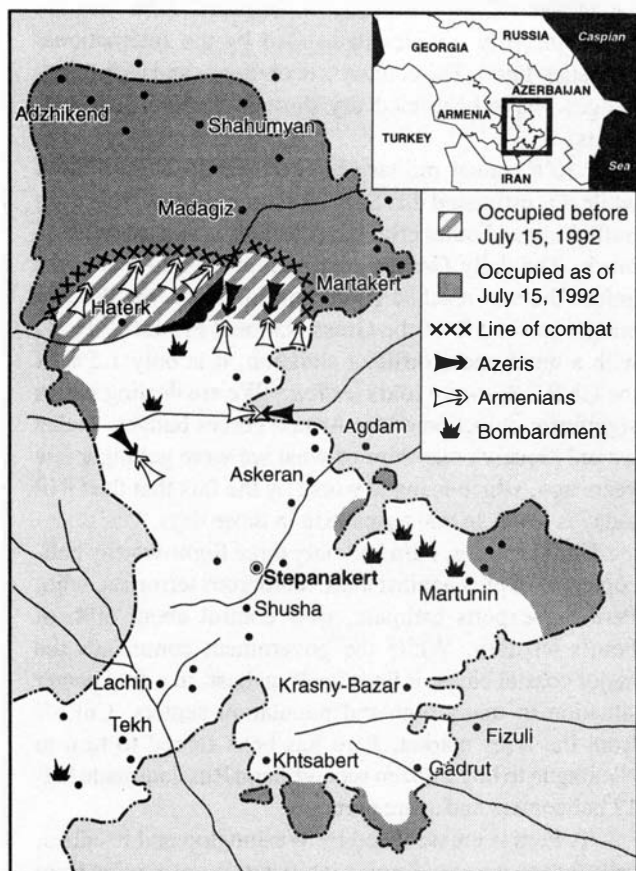 RUSSIA
Caspian
GEORGIA
AZERBAIJAN
ARMENIA
TURKEY
IRAN
Sea
Adzhikend
Shahumyan
Madagiz
Haterk
Martakert
Occupied before
July 15, 1992
Occupied as of
July 15, 1992
Line of combat
Azeris
Armenians
Bombardment
Agdam
Askeran
Stepanakert
Martunin
Shusha
Lachin
Krasny-Bazar
Tekh
Khtsabert
Fizuli
Gadrut